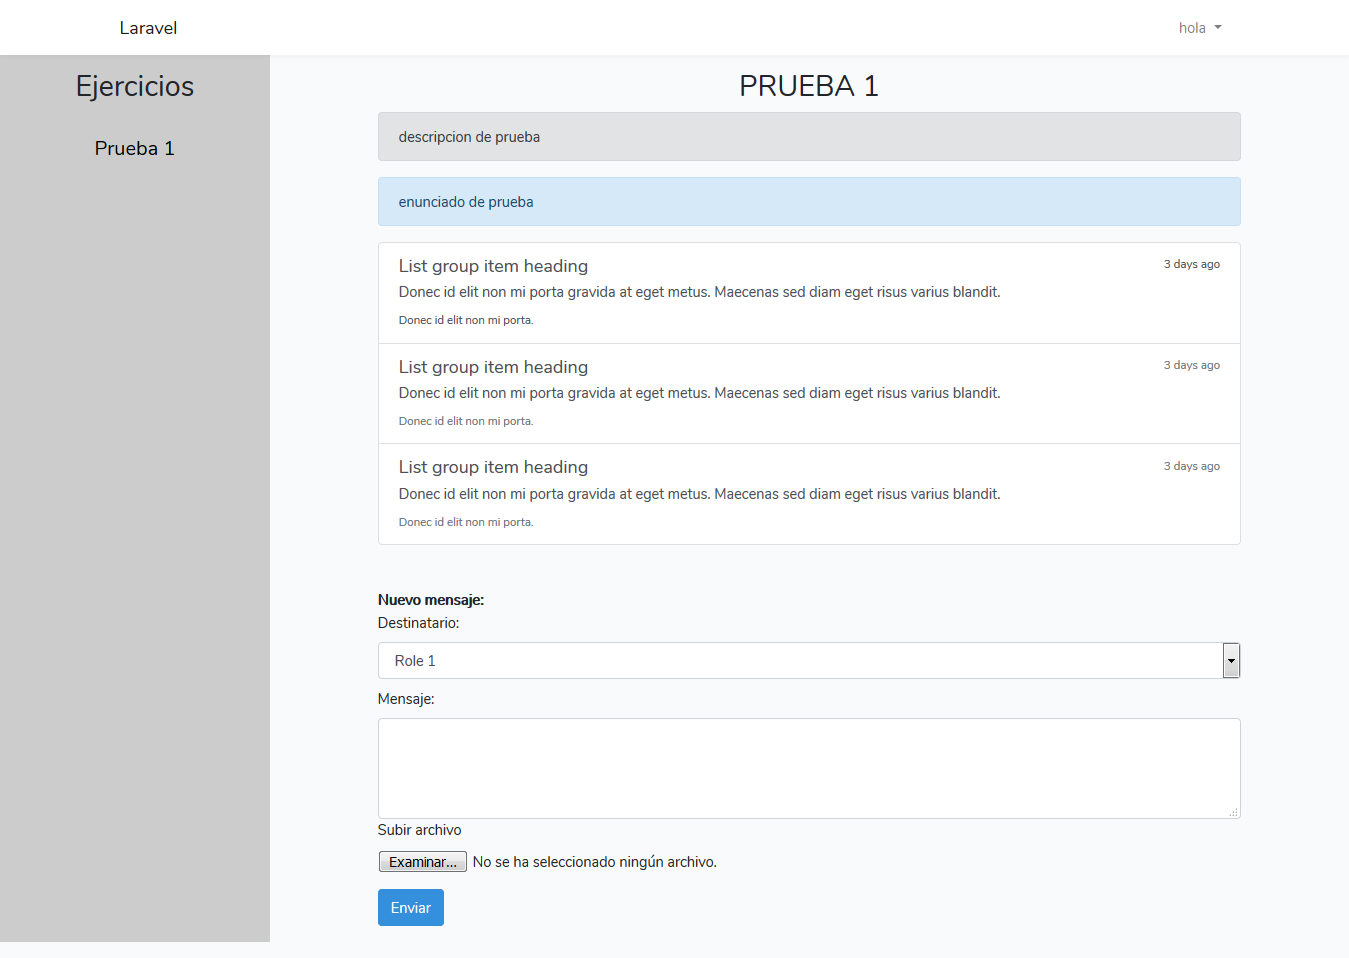 Laravel
hola
Ejercicios
Prueba 1
PRUEBA 1
descripcion de prueba
enunciado de prueba
List group item heading
3 days ago
Donec id elit non mi porta gravida at eget metus. Maecenas sed diam eget risus varius blandit.
Donec id elit non mi porta.
List group item heading
3 days ago
Donec id elit non mi porta gravida at eget metus. Maecenas sed diam eget risus varius blandit.
Donec id elit non mi porta.
List group item heading
3 days ago
Donec id elit non mi porta gravida at eget metus. Maecenas sed diam eget risus varius blandit.
Donec id elit non mi porta.
Nuevo mensaje:
Destinatario:
Role 1
Mensaje:
Subir archivo
Examinar... No se ha seleccionado ningún archivo.
Enviar